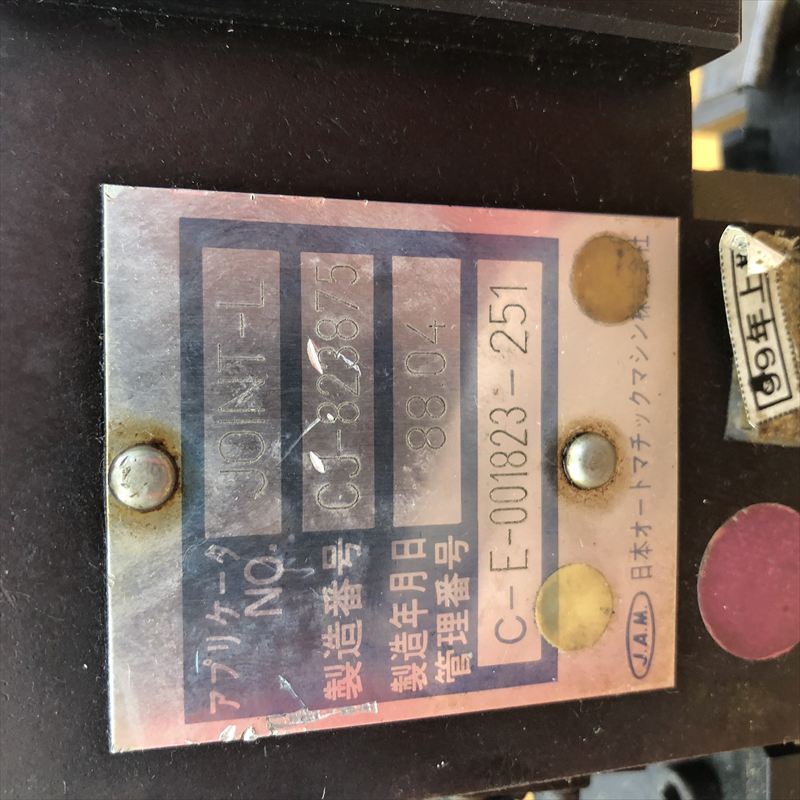 アプリケータ NO. JOINT-L
製造番号 CJ-823875
製造年月日 88.04
管理番号
C-E-001823-251
J.A.M. 日本オートマチックマシン株式会社
99年上